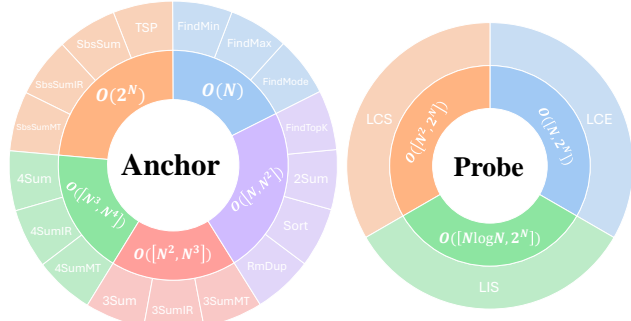 TSP
FindMin
FindMax
FindMode
FindTopK
2Sum
Sort
RmDup
3SumMT
3SumIR
3Sum
4SumMT
4SumIR
4Sum
SbsSumMT
SbsSumIR
SbsSum
O(2^N)
O(N)
O([N, N^2])
O([N^2, N^3])
O([N^3, N^4])
Anchor
LCS
LCE
LIS
O([N^2, 2^N])
O([N, 2^N])
O([NlogN, 2^N])
Probe